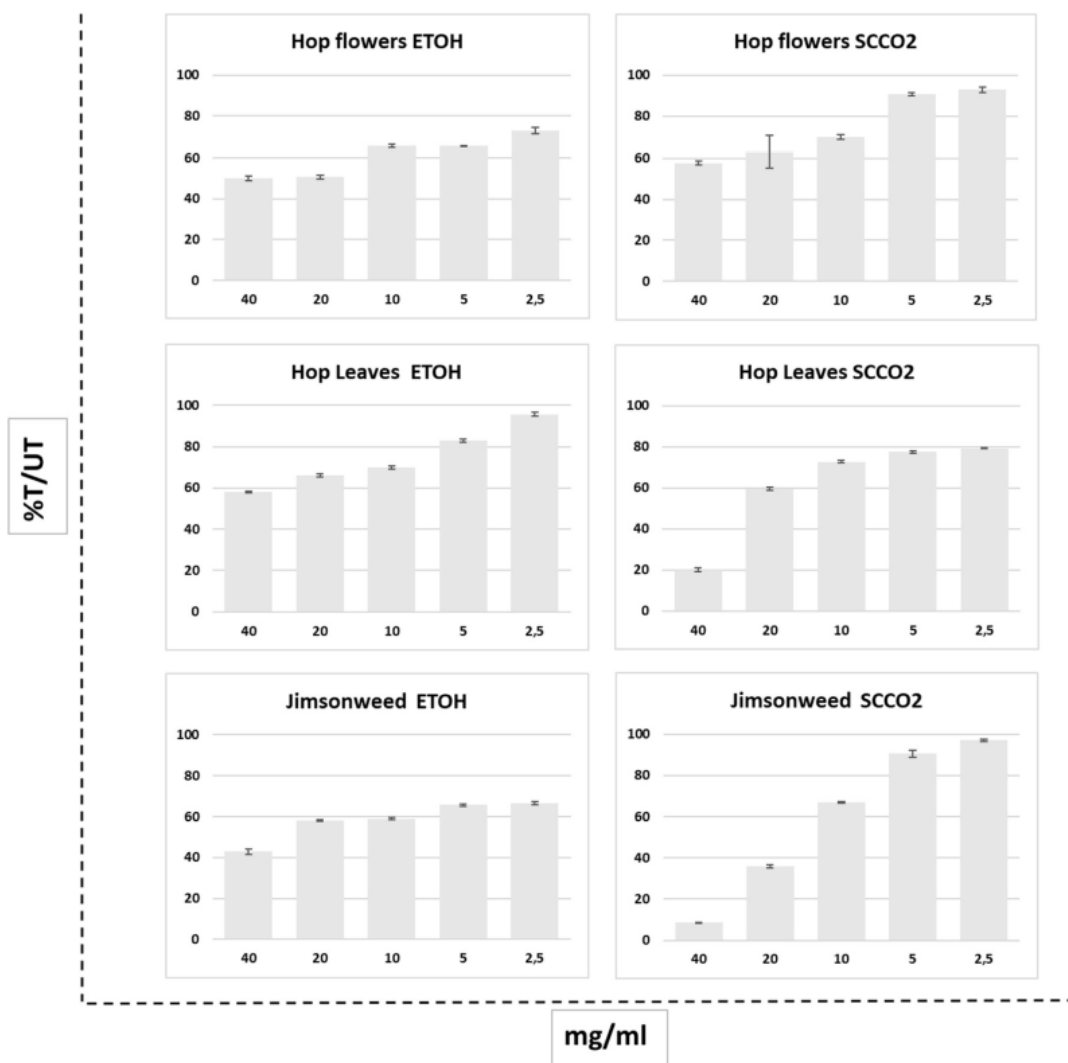 %T/UT
Hop flowers ETOH
100
80
60
40
20
0
40 20 10 5 2,5
Hop flowers SCCO2
100
80
60
40
20
0
40 20 10 5 2,5
Hop Leaves ETOH
100
80
60
40
20
0
40 20 10 5 2,5
Hop Leaves SCCO2
100
80
60
40
20
0
40 20 10 5 2,5
Jimsonweed ETOH
100
80
60
40
20
0
40 20 10 5 2,5
Jimsonweed SCCO2
100
80
60
40
20
0
40 20 10 5 2,5
mg/ml